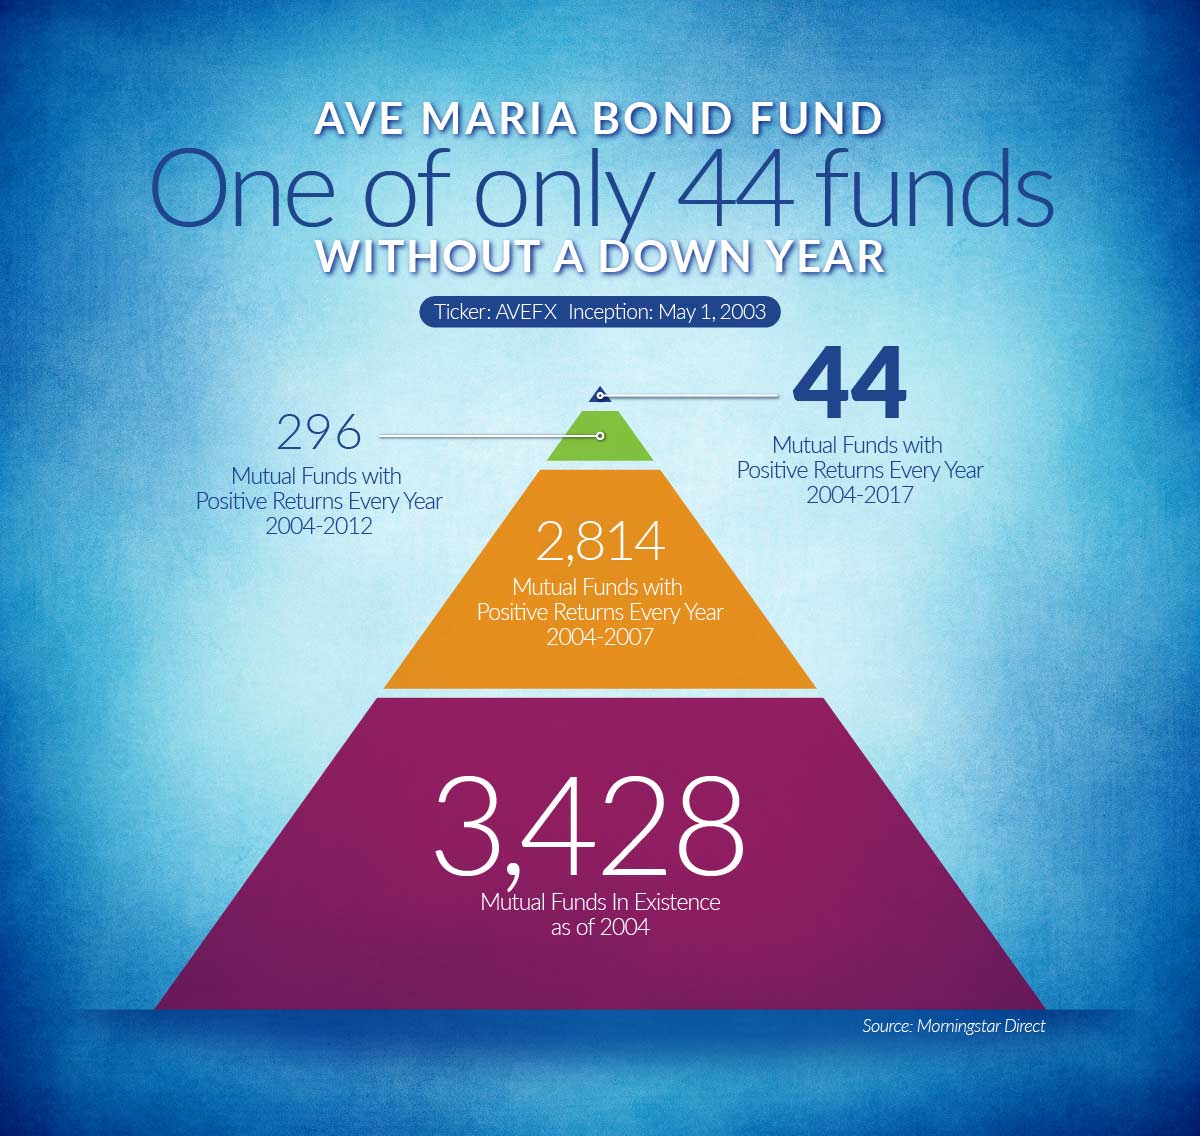 AVE MARIA BOND FUND
One of only 44 funds
WITHOUT A DOWN YEAR
Ticker: AVEFX Inception: May 1, 2003
44
Mutual Funds with
Positive Returns Every Year
2004-2017
296
Mutual Funds with
Positive Returns Every Year
2004-2012
2,814
Mutual Funds with
Positive Returns Every Year
2004-2007
3,428
Mutual Funds In Existence
as of 2004
Source: Morningstar Direct